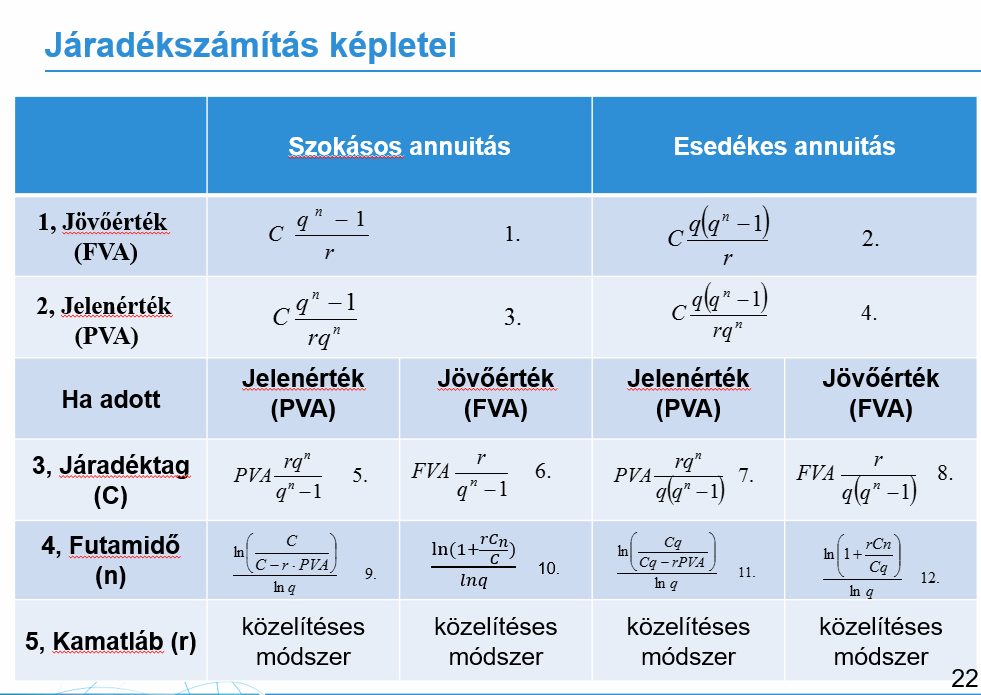 Járadékszámítás képletei
Szokásos annuitás Esedékes annuitás
1, Jövőérték (FVA) C (q^n − 1)/r 1. C q(q^n − 1)/r 2.
2, Jelenérték (PVA) C (q^n − 1)/(rq^n) 3. C q(q^n − 1)/(rq^n) 4.
Ha adott Jelenérték (PVA) Jövőérték (FVA) Jelenérték (PVA) Jövőérték (FVA)
3, Járadéktag (C) PVA rq^n/(q^n − 1) 5. FVA r/(q^n − 1) 6. PVA rq^n/(q(q^n − 1)) 7. FVA r/(q(q^n − 1)) 8.
4, Futamidő (n) ln(C/(C − r · PVA))/ln q 9. ln(1+rC_n/C)/lnq 10. ln(Cq/(Cq − rPVA))/ln q 11. ln(1 + rCn/Cq)/ln q 12.
5, Kamatláb (r) közelítéses módszer közelítéses módszer közelítéses módszer közelítéses módszer
22